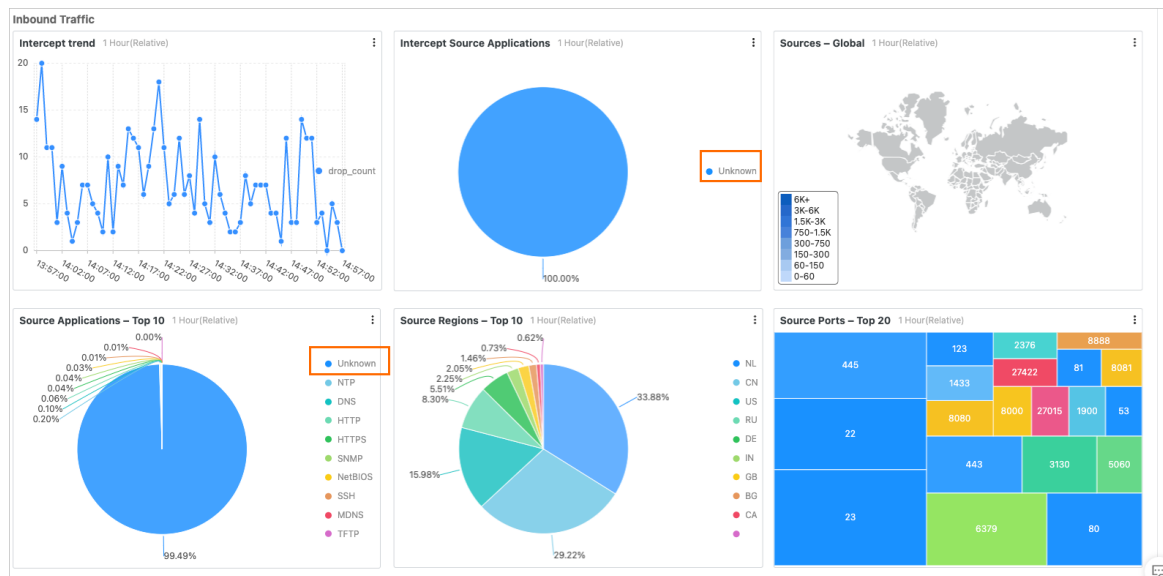 Inbound Traffic
Intercept trend 1 Hour(Relative)
20
15
10
5
0
drop_count
13:57:00
14:02:00
14:07:00
14:12:00
14:17:00
14:22:00
14:27:00
14:32:00
14:37:00
14:42:00
14:47:00
14:52:00
14:57:00
Intercept Source Applications 1 Hour(Relative)
Unknown
100.00%
Sources – Global 1 Hour(Relative)
6K+
3K-6K
1.5K-3K
750-1.5K
300-750
150-300
60-150
0-60
Source Applications – Top 10 1 Hour(Relative)
0.00%
0.01%
0.01%
0.03%
0.04%
0.04%
0.06%
0.10%
0.20%
99.49%
Unknown
NTP
DNS
HTTP
HTTPS
SNMP
NetBIOS
SSH
MDNS
TFTP
Source Regions – Top 10 1 Hour(Relative)
0.62%
0.73%
1.46%
2.05%
2.25%
5.51%
8.30%
15.98%
33.88%
29.22%
NL
CN
US
RU
DE
IN
GB
BG
CA
Source Ports – Top 20 1 Hour(Relative)
445
22
23
123
1433
8080
2376
27422
8000
27015
8888
81
8081
1900
53
443
3130
5060
6379
80